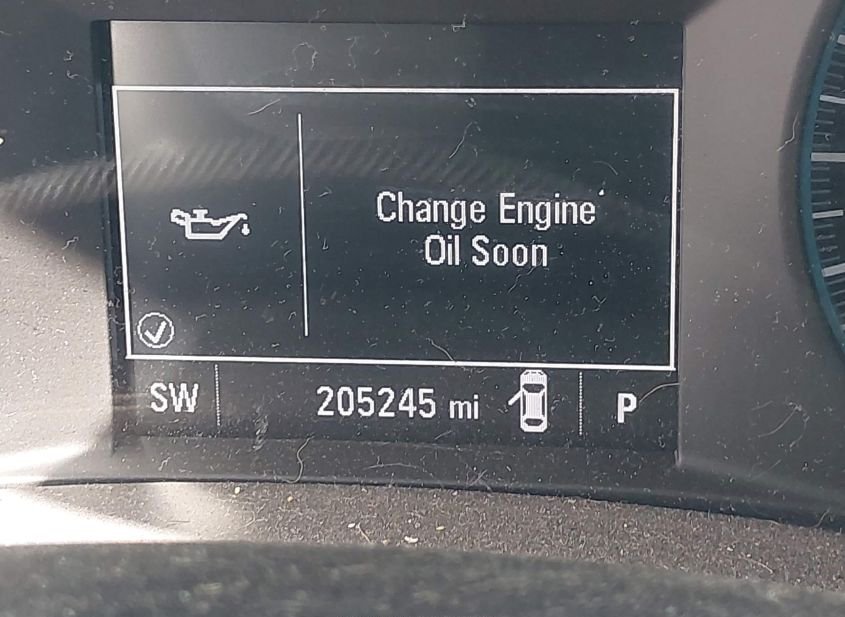 Change Engine
Oil Soon
SW
205245 mi
P